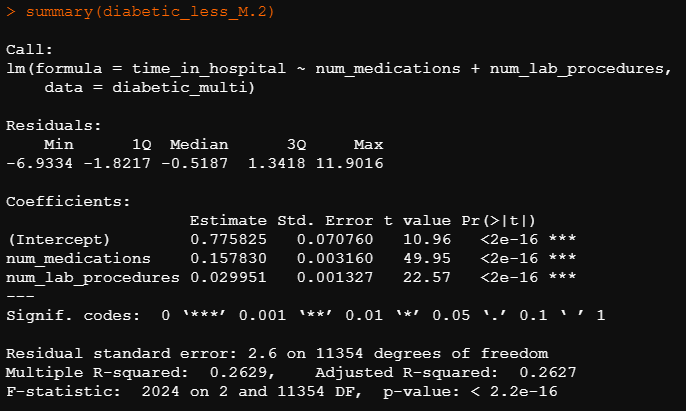 > summary(diabetic_less_M.2)

Call:
lm(formula = time_in_hospital ~ num_medications + num_lab_procedures,
    data = diabetic_multi)

Residuals:
    Min      1Q  Median      3Q     Max
-6.9334 -1.8217 -0.5187  1.3418 11.9016

Coefficients:
                   Estimate Std. Error t value Pr(>|t|)
(Intercept)        0.775825   0.070760   10.96   <2e-16 ***
num_medications    0.157830   0.003160   49.95   <2e-16 ***
num_lab_procedures 0.029951   0.001327   22.57   <2e-16 ***
---
Signif. codes:  0 ‘***’ 0.001 ‘**’ 0.01 ‘*’ 0.05 ‘.’ 0.1 ‘ ’ 1

Residual standard error: 2.6 on 11354 degrees of freedom
Multiple R-squared:  0.2629,	Adjusted R-squared:  0.2627
F-statistic:  2024 on 2 and 11354 DF,  p-value: < 2.2e-16